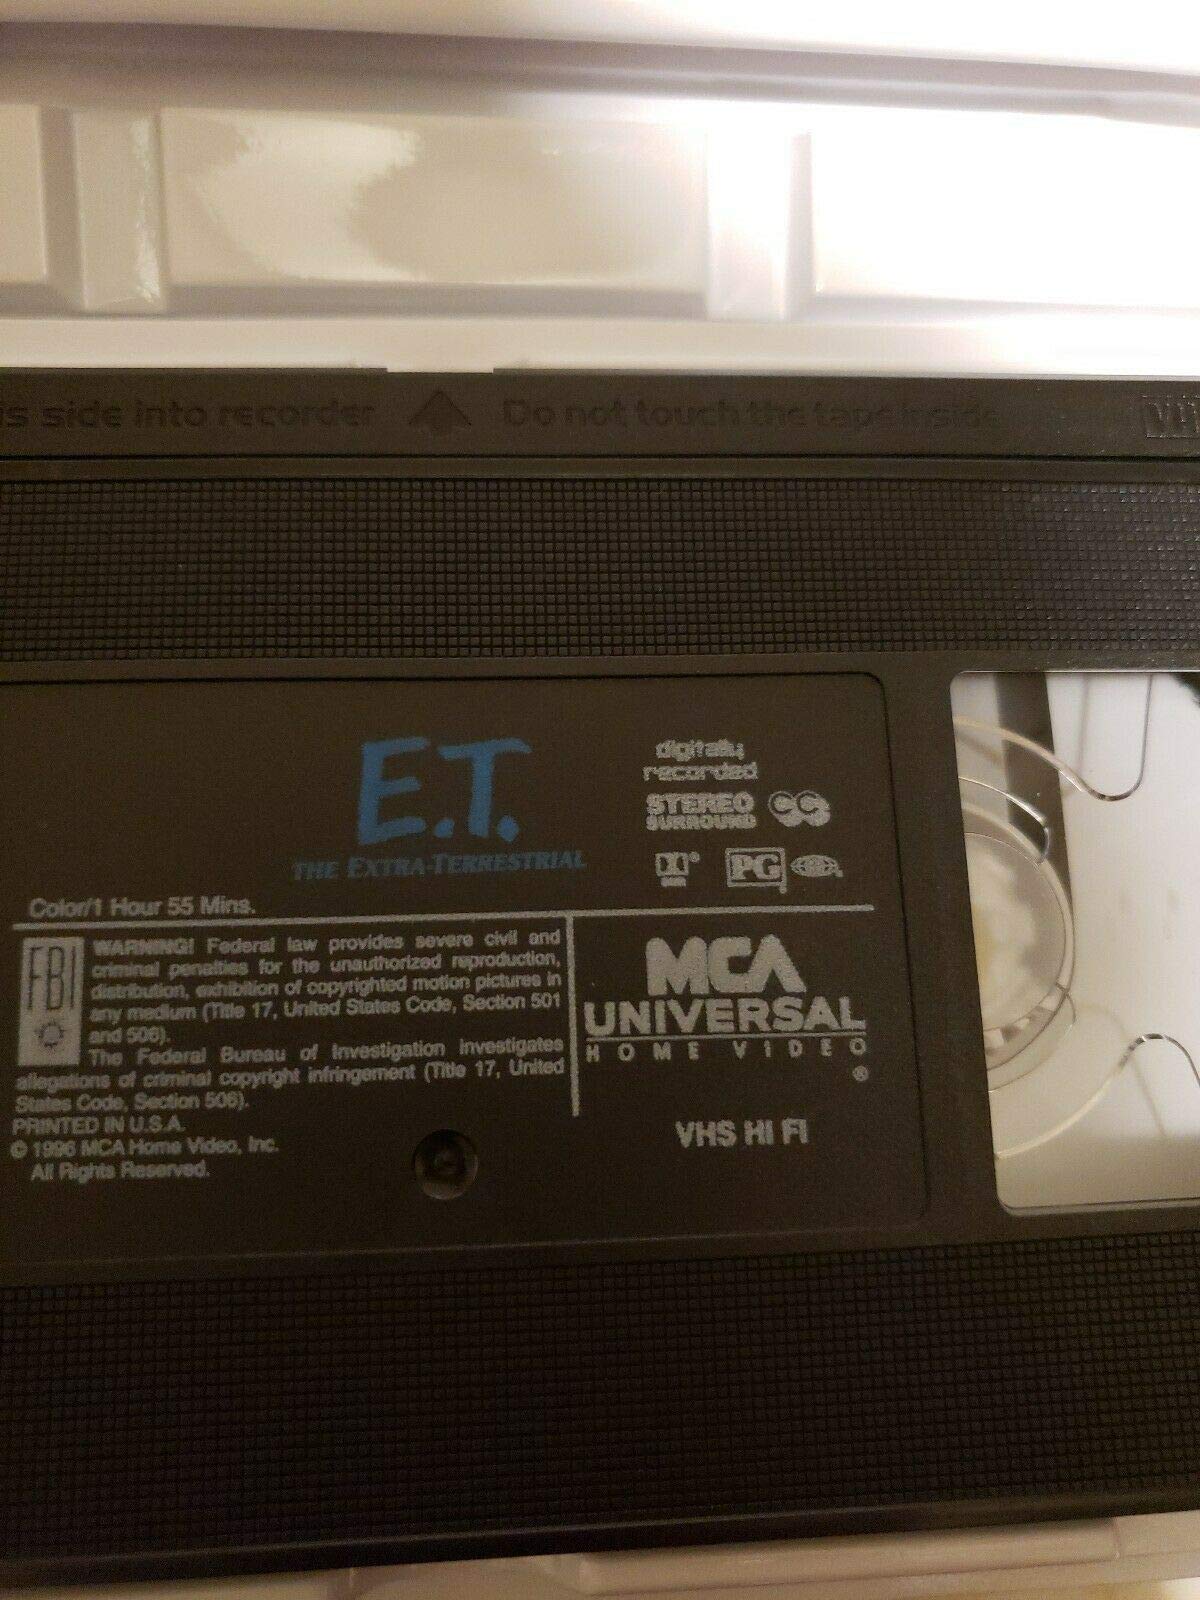 is side into recorder Do not touch the tape inside
E.T.
THE EXTRA-TERRESTRIAL
digitally
recorded
STEREO CC
SURROUND
PG
Color/1 Hour 55 Mins.
FBI
WARNING! Federal law provides severe civil and
criminal penalties for the unauthorized reproduction,
distribution, exhibition of copyrighted motion pictures in
any medium (Title 17, United States Code, Section 501
and 506).
The Federal Bureau of Investigation investigates
allegations of criminal copyright infringement (Title 17, United
States Code, Section 506).
PRINTED IN U.S.A.
© 1996 MCA Home Video, Inc.
All Rights Reserved.
MCA
UNIVERSAL
HOME VIDEO
®
VHS HI FI